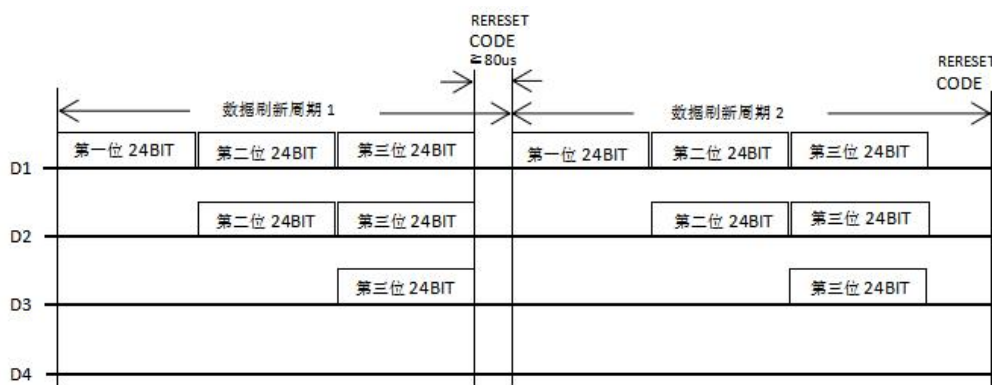 RERESET
CODE
≧80us
RERESET
CODE
数据刷新周期 1
数据刷新周期 2
第一位 24BIT
第二位 24BIT
第三位 24BIT
第一位 24BIT
第二位 24BIT
第三位 24BIT
D1
第二位 24BIT
第三位 24BIT
第二位 24BIT
第三位 24BIT
D2
第三位 24BIT
第三位 24BIT
D3
D4